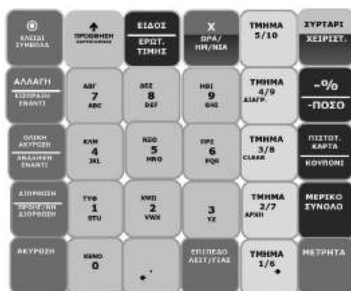 ΚΛΕΙΔΙ
ΣΥΜΒΟΛΑ
ΠΡΟΩΘΗΣΗ
ΕΙΔΟΣ
ΕΡΩΤ.
ΤΙΜΗΣ
X
ΩΡΑ/
ΗΜ/ΝΙΑ
ΤΜΗΜΑ
5/10
ΣΥΡΤΑΡΙ
ΧΕΙΡΙΣΤ.
ΑΛΛΑΓΗ
ΕΙΣΠΡΑΞΗ
ΕΝΑΝΤΙ
ΑΒΓ
7
ABC
ΔΕΖ
8
DEF
ΗΘΙ
9
GHI
ΤΜΗΜΑ
4/9
ΔΙΑΓΡ.
-%
-ΠΟΣΟ
ΟΛΙΚΗ
ΑΚΥΡΩΣΗ
ΑΝΑΛΗΨΗ
ΕΝΑΝΤΙ
ΚΛΜ
4
JKL
ΝΞΟ
5
MNO
ΠΡΣ
6
PQR
ΤΜΗΜΑ
3/8
CLEAR
ΠΙΣΤΩΤ.
ΚΑΡΤΑ
ΚΟΥΠΟΝΙ
ΔΙΟΡΘΩΣΗ
ΔΙΟΡΘΩΣΗ
ΤΥΦ
1
STU
ΧΨΩ
2
VWX
3
YZ
ΤΜΗΜΑ
2/7
ΑΡΧΗ
ΜΕΡΙΚΟ
ΣΥΝΟΛΟ
ΑΚΥΡΩΣΗ
ΚΕΝΟ
0
ΕΠΙΠΕΔΟ
ΛΕΙΤ/ΓΙΑΣ
ΤΜΗΜΑ
1/6
ΜΕΤΡΗΤΑ